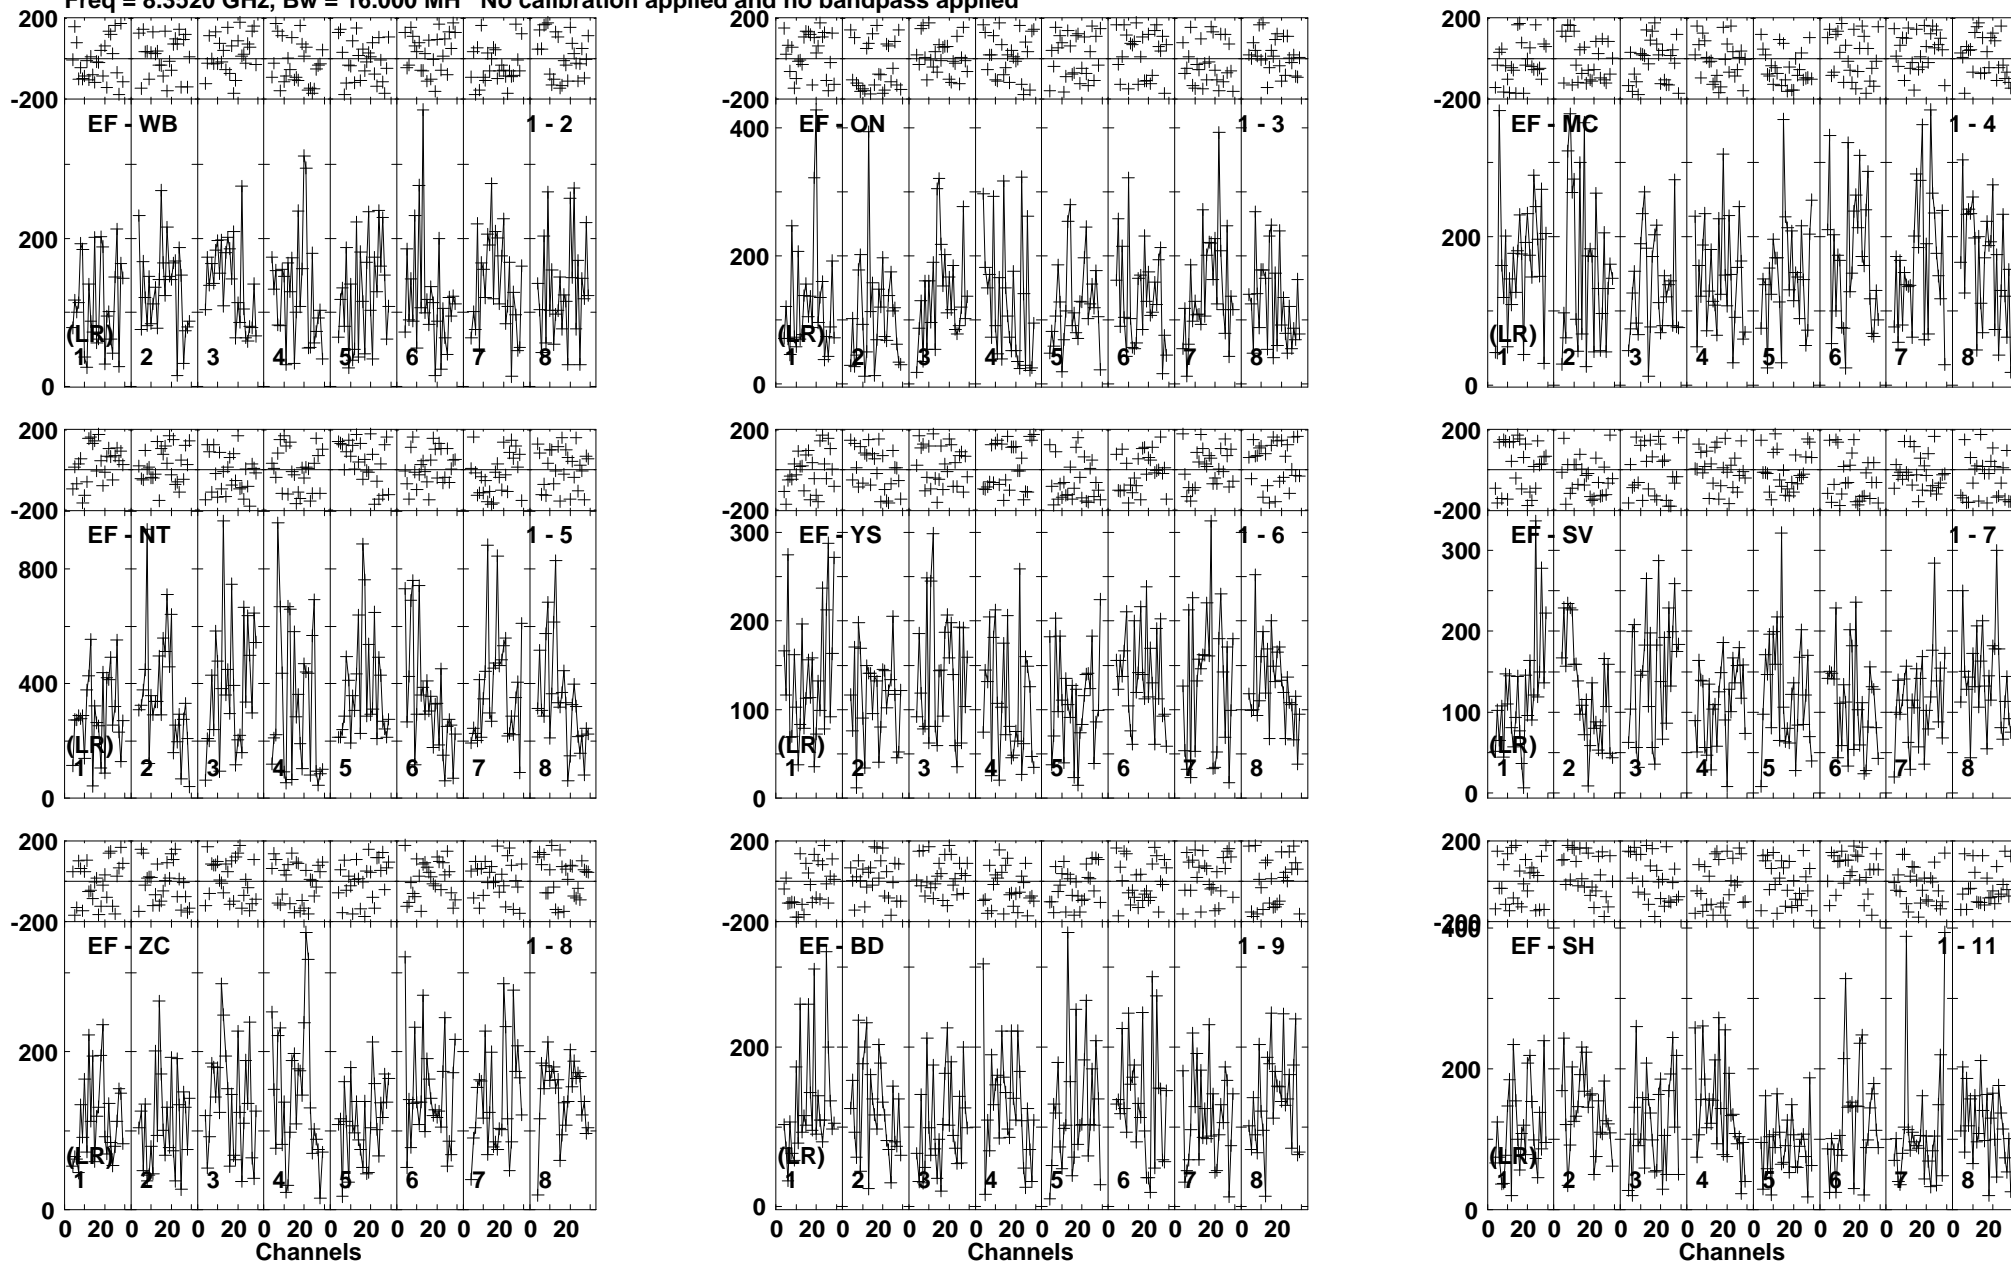 Freq = 8.3520 GHz, Bw = 16.000 MH No calibration applied and no bandpass applied
200
-200
EF - WB 1 - 2
200
0
(LR)
1 2 3 4 5 6 7 8
200
-200
EF - ON 1 - 3
400
200
0
(LR)
1 2 3 4 5 6 7 8
200
-200
EF - MC 1 - 4
200
0
(LR)
1 2 3 4 5 6 7 8
200
-200
EF - NT 1 - 5
800
400
0
(LR)
1 2 3 4 5 6 7 8
200
-200
EF - YS 1 - 6
300
200
100
0
(LR)
1 2 3 4 5 6 7 8
200
-200
EF - SV 1 - 7
300
200
100
0
(LR)
1 2 3 4 5 6 7 8
200
-200
EF - ZC 1 - 8
200
0
(LR)
1 2 3 4 5 6 7 8
0 20 0 20 0 20 0 20 0 20 0 20 0 20 0 20
Channels
200
-200
EF - BD 1 - 9
200
0
(LR)
1 2 3 4 5 6 7 8
0 20 0 20 0 20 0 20 0 20 0 20 0 20 0 20
Channels
200
-200
400
EF - SH 1 - 11
200
0
(LR)
1 2 3 4 5 6 7 8
0 20 0 20 0 20 0 20 0 20 0 20 0 20 0 20
Channels